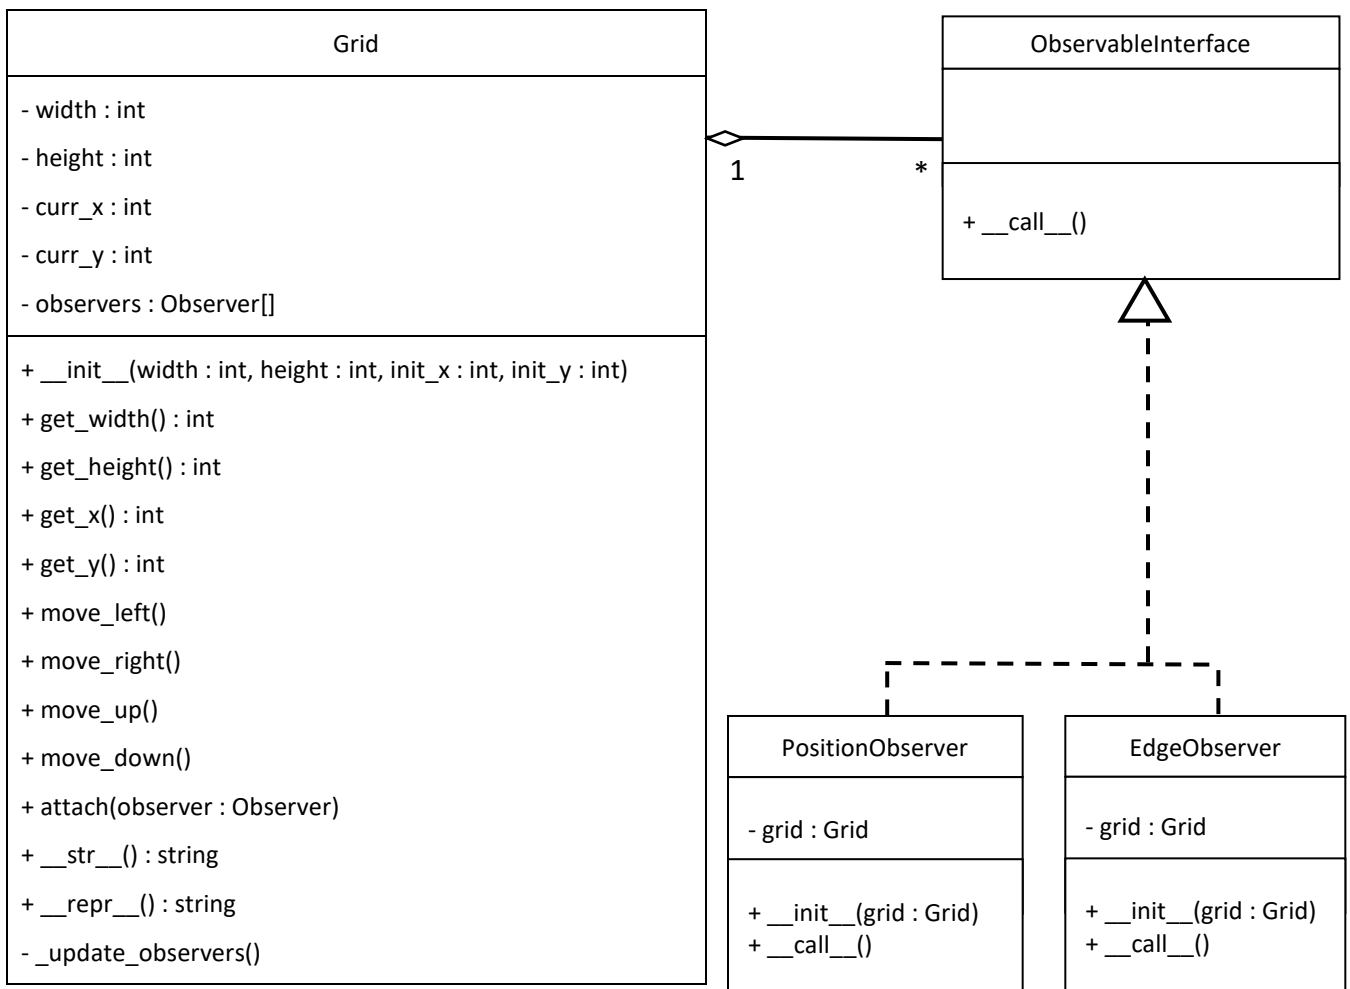 Grid
- width : int
- height : int
- curr_x : int
- curr_y : int
- observers : Observer[]
+ __init__(width : int, height : int, init_x : int, init_y : int)
+ get_width() : int
+ get_height() : int
+ get_x() : int
+ get_y() : int
+ move_left()
+ move_right()
+ move_up()
+ move_down()
+ attach(observer : Observer)
+ __str__() : string
+ __repr__() : string
- _update_observers()
1
*
ObservableInterface
+ __call__()
PositionObserver
- grid : Grid
+ __init__(grid : Grid)
+ __call__()
EdgeObserver
- grid : Grid
+ __init__(grid : Grid)
+ __call__()